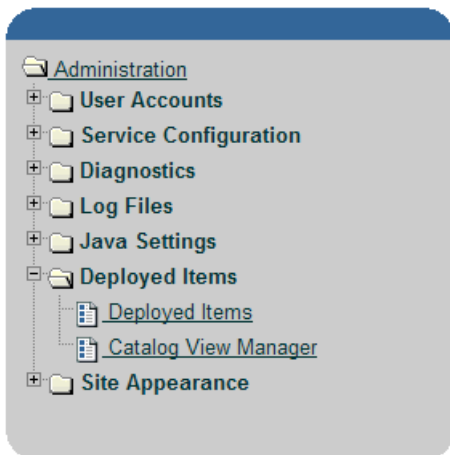 Administration
User Accounts
Service Configuration
Diagnostics
Log Files
Java Settings
Deployed Items
Deployed Items
Catalog View Manager
Site Appearance